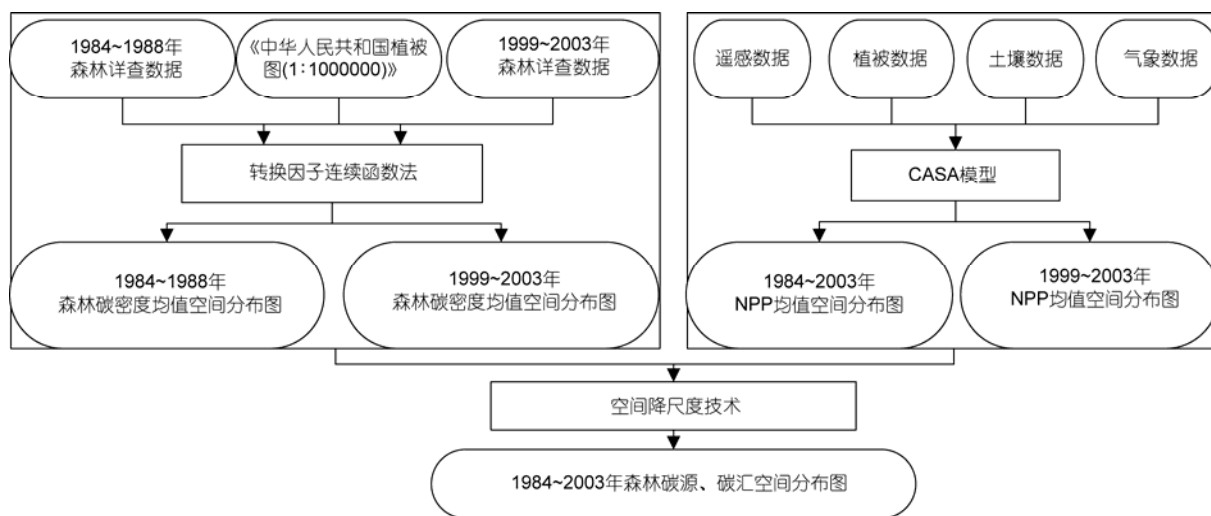 1984~1988年
森林详查数据
《中华人民共和国植被
图(1：1000000)》
1999~2003年
森林详查数据
遥感数据
植被数据
土壤数据
气象数据
转换因子连续函数法
CASA模型
1984~1988年
森林碳密度均值空间分布图
1999~2003年
森林碳密度均值空间分布图
1984~2003年
NPP均值空间分布图
1999~2003年
NPP均值空间分布图
空间降尺度技术
1984~2003年森林碳源、碳汇空间分布图